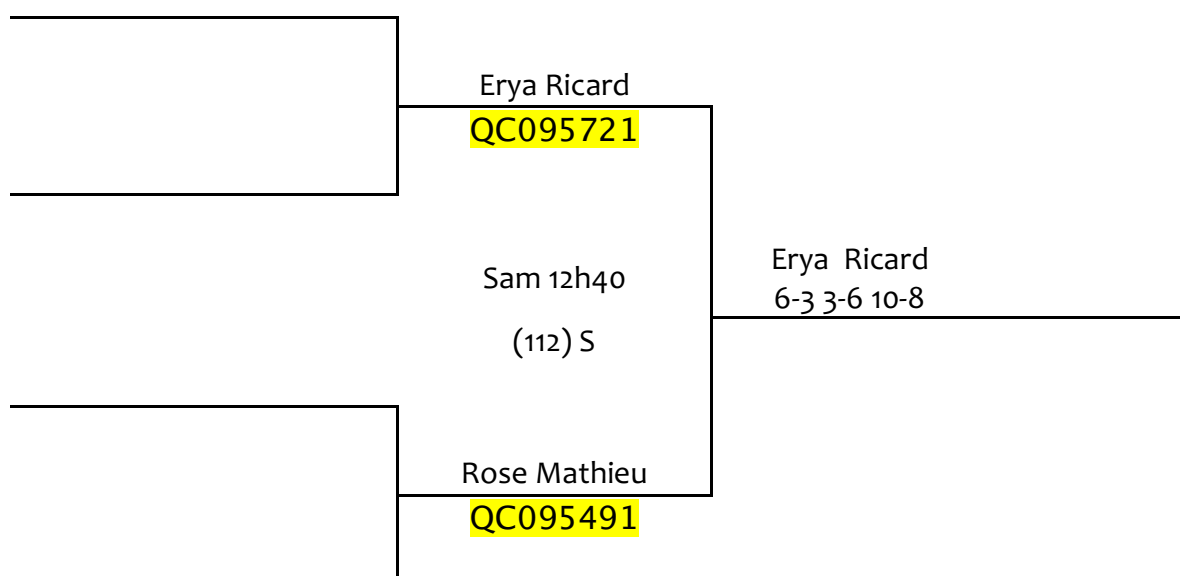 Erya Ricard
QC095721
Sam 12h40
(112) S
Erya Ricard
6-3 3-6 10-8
Rose Mathieu
QC095491